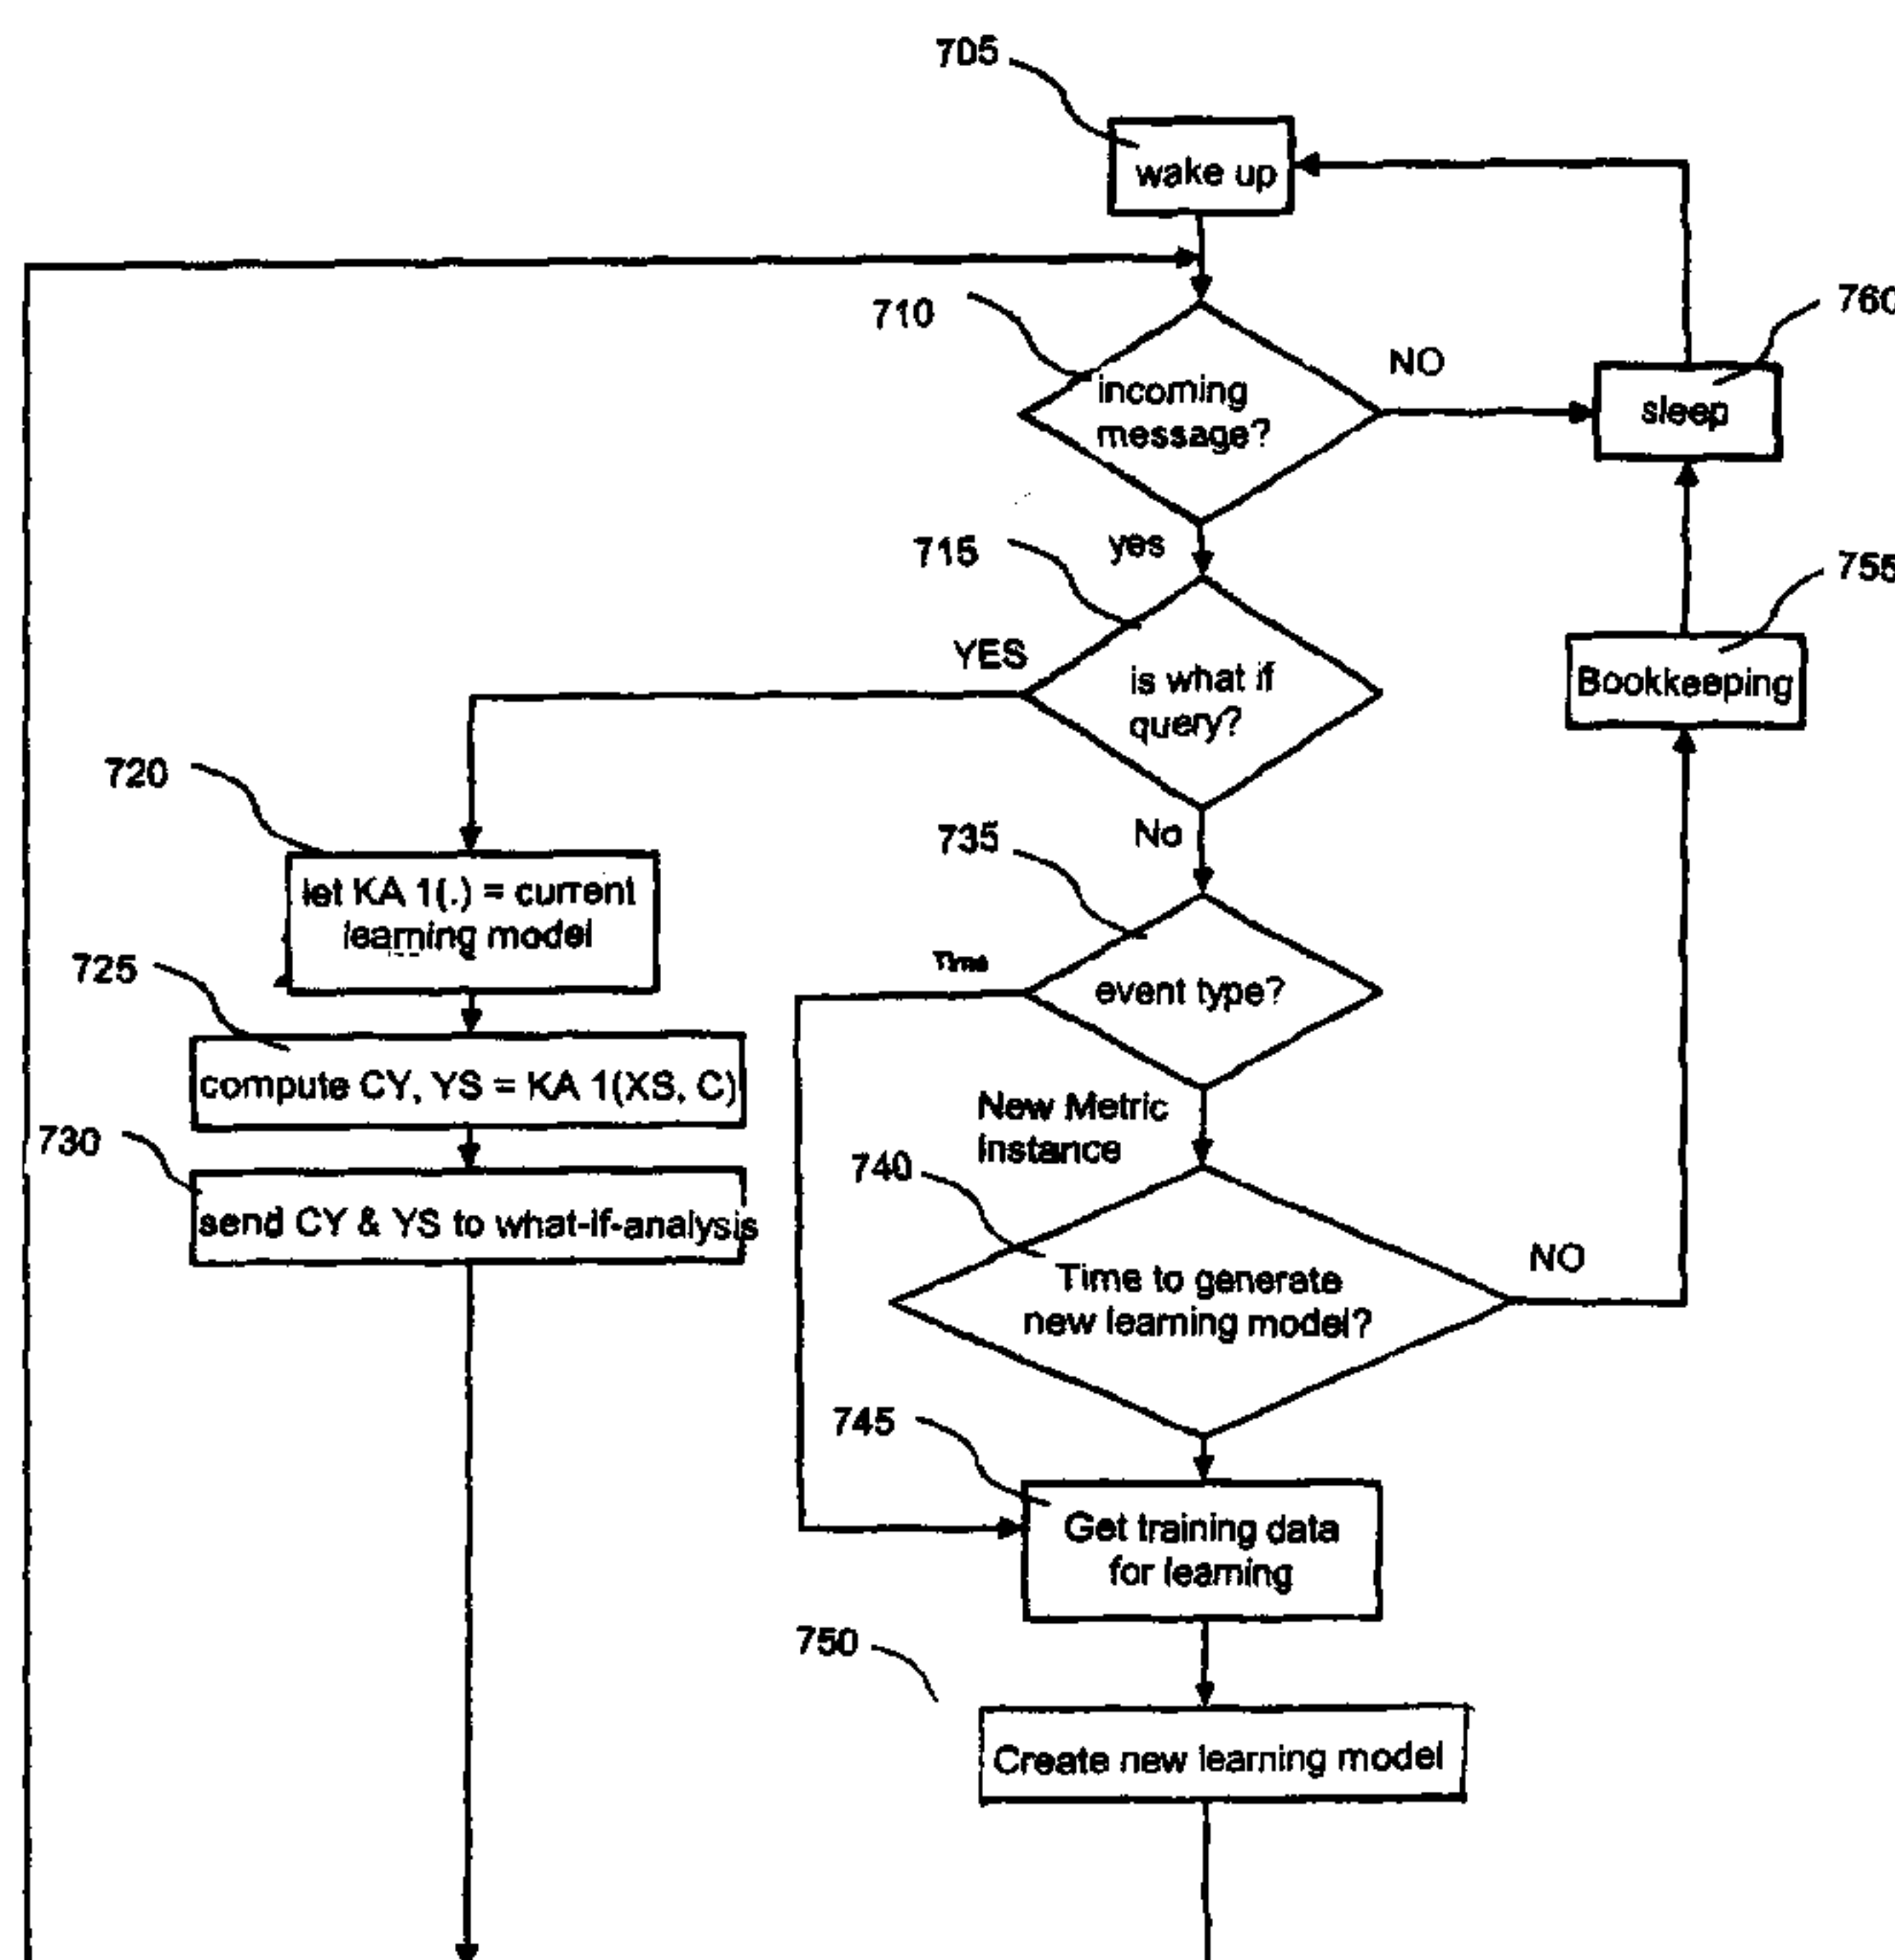 705
wake up
710
incoming
message?
NO
760
sleep
yes
715
YES
is what if
query?
755
Bookkeeping
720
let KA 1(.) = current
learning model
No
735
Time
event type?
725
compute CY, YS = KA 1(XS, C)
New Metric
Instance
730
send CY & YS to what-if-analysis
740
Time to generate
new learning model?
NO
745
Get training data
for learning
750
Create new learning model